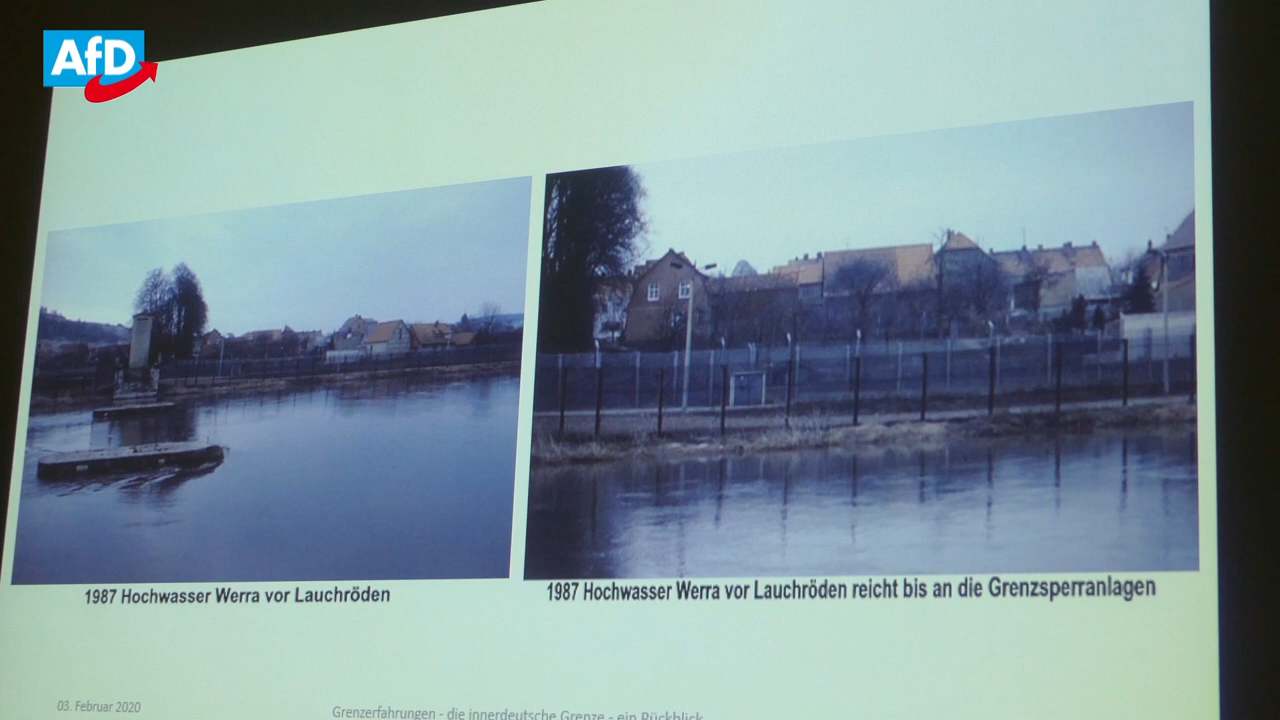 AfD
1987 Hochwasser Werra vor Lauchröden
1987 Hochwasser Werra vor Lauchröden reicht bis an die Grenzsperranlagen
03. Februar 2020
Grenzerfahrungen - die innerdeutsche Grenze - ein Rückblick